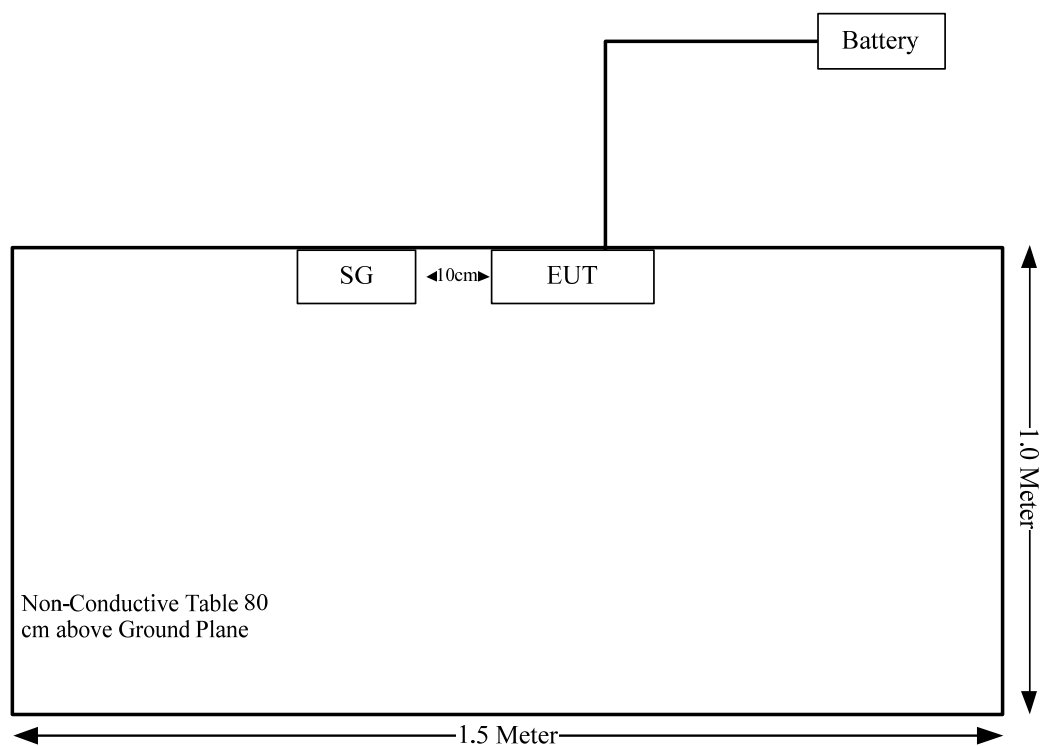 Battery
SG
10cm
EUT
1.0 Meter
Non-Conductive Table 80
cm above Ground Plane
1.5 Meter